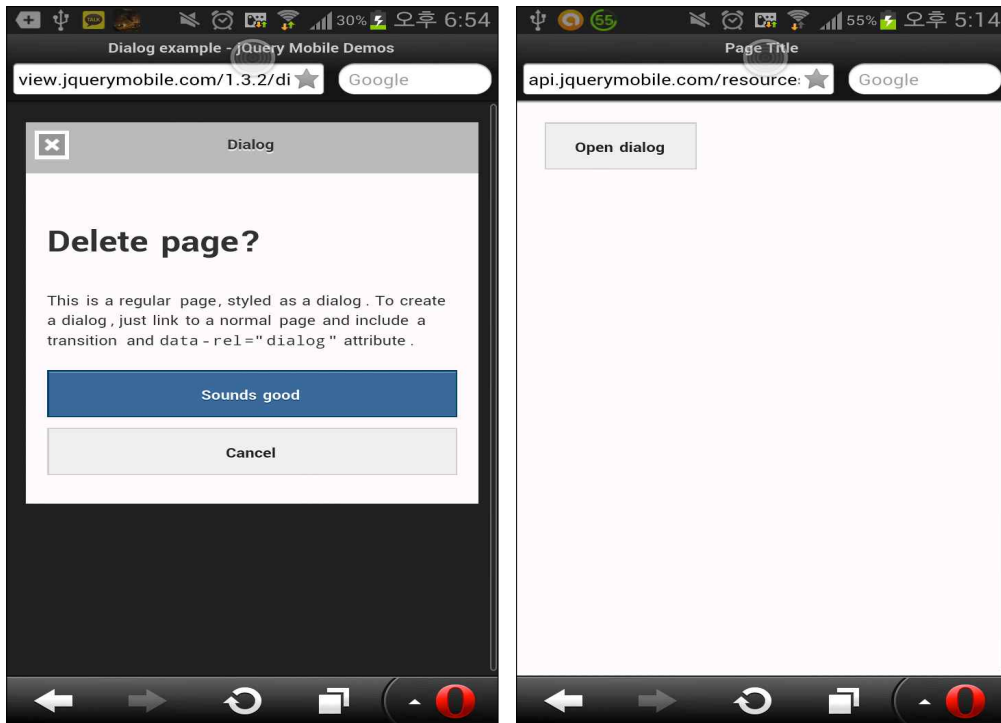 30% 오후 6:54
Dialog example - jQuery Mobile Demos
view.jquerymobile.com/1.3.2/di
Google
Dialog
Delete page?
This is a regular page, styled as a dialog. To create
a dialog, just link to a normal page and include a
transition and data-rel="dialog" attribute.
Sounds good
Cancel
55 55% 오후 5:14
Page Title
api.jquerymobile.com/resource
Google
Open dialog